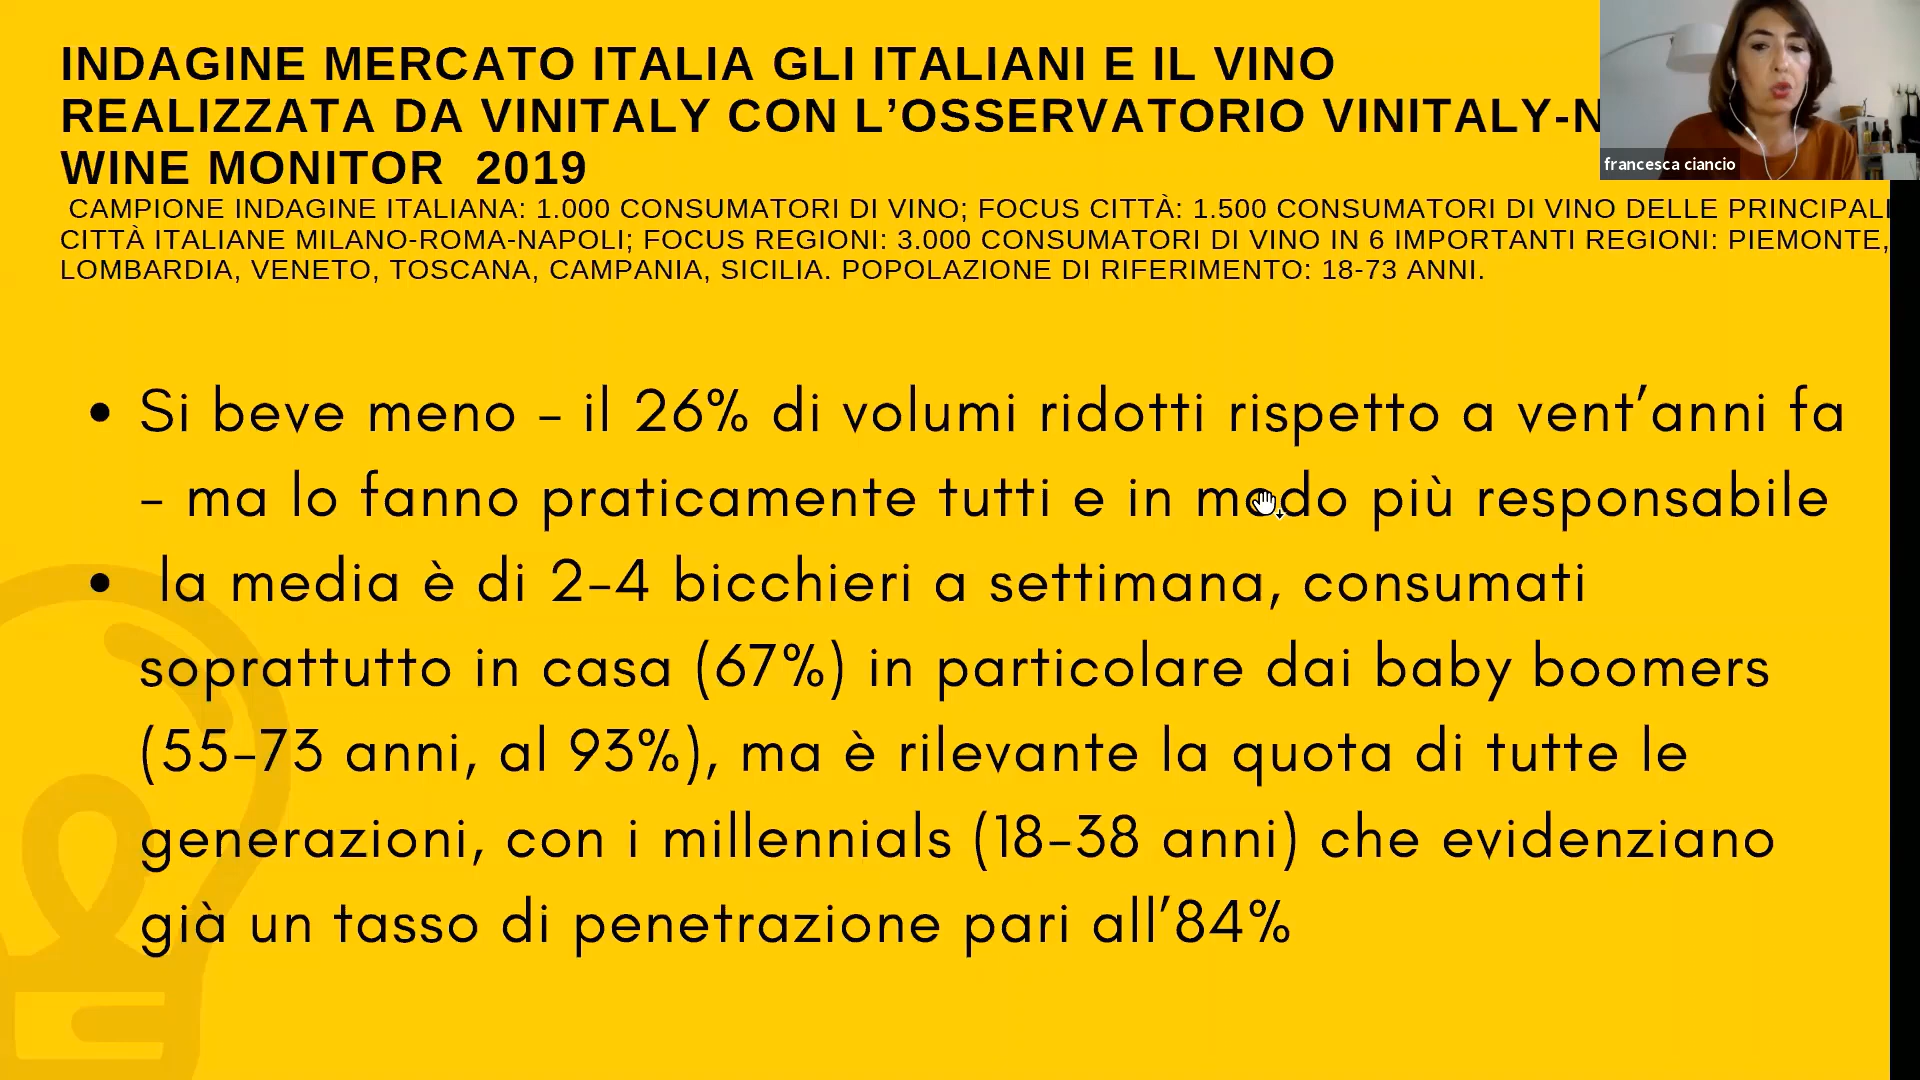 INDAGINE MERCATO ITALIA GLI ITALIANI E IL VINO
REALIZZATA DA VINITALY CON L’OSSERVATORIO VINITALY-N
WINE MONITOR  2019
CAMPIONE INDAGINE ITALIANA: 1.000 CONSUMATORI DI VINO; FOCUS CITTÀ: 1.500 CONSUMATORI DI VINO DELLE PRINCIPALI
CITTÀ ITALIANE MILANO-ROMA-NAPOLI; FOCUS REGIONI: 3.000 CONSUMATORI DI VINO IN 6 IMPORTANTI REGIONI: PIEMONTE,
LOMBARDIA, VENETO, TOSCANA, CAMPANIA, SICILIA. POPOLAZIONE DI RIFERIMENTO: 18-73 ANNI.
francesca ciancio
• Si beve meno – il 26% di volumi ridotti rispetto a vent’anni fa
– ma lo fanno praticamente tutti e in modo più responsabile
• la media è di 2–4 bicchieri a settimana, consumati
soprattutto in casa (67%) in particolare dai baby boomers
(55–73 anni, al 93%), ma è rilevante la quota di tutte le
generazioni, con i millennials (18–38 anni) che evidenziano
già un tasso di penetrazione pari all’84%